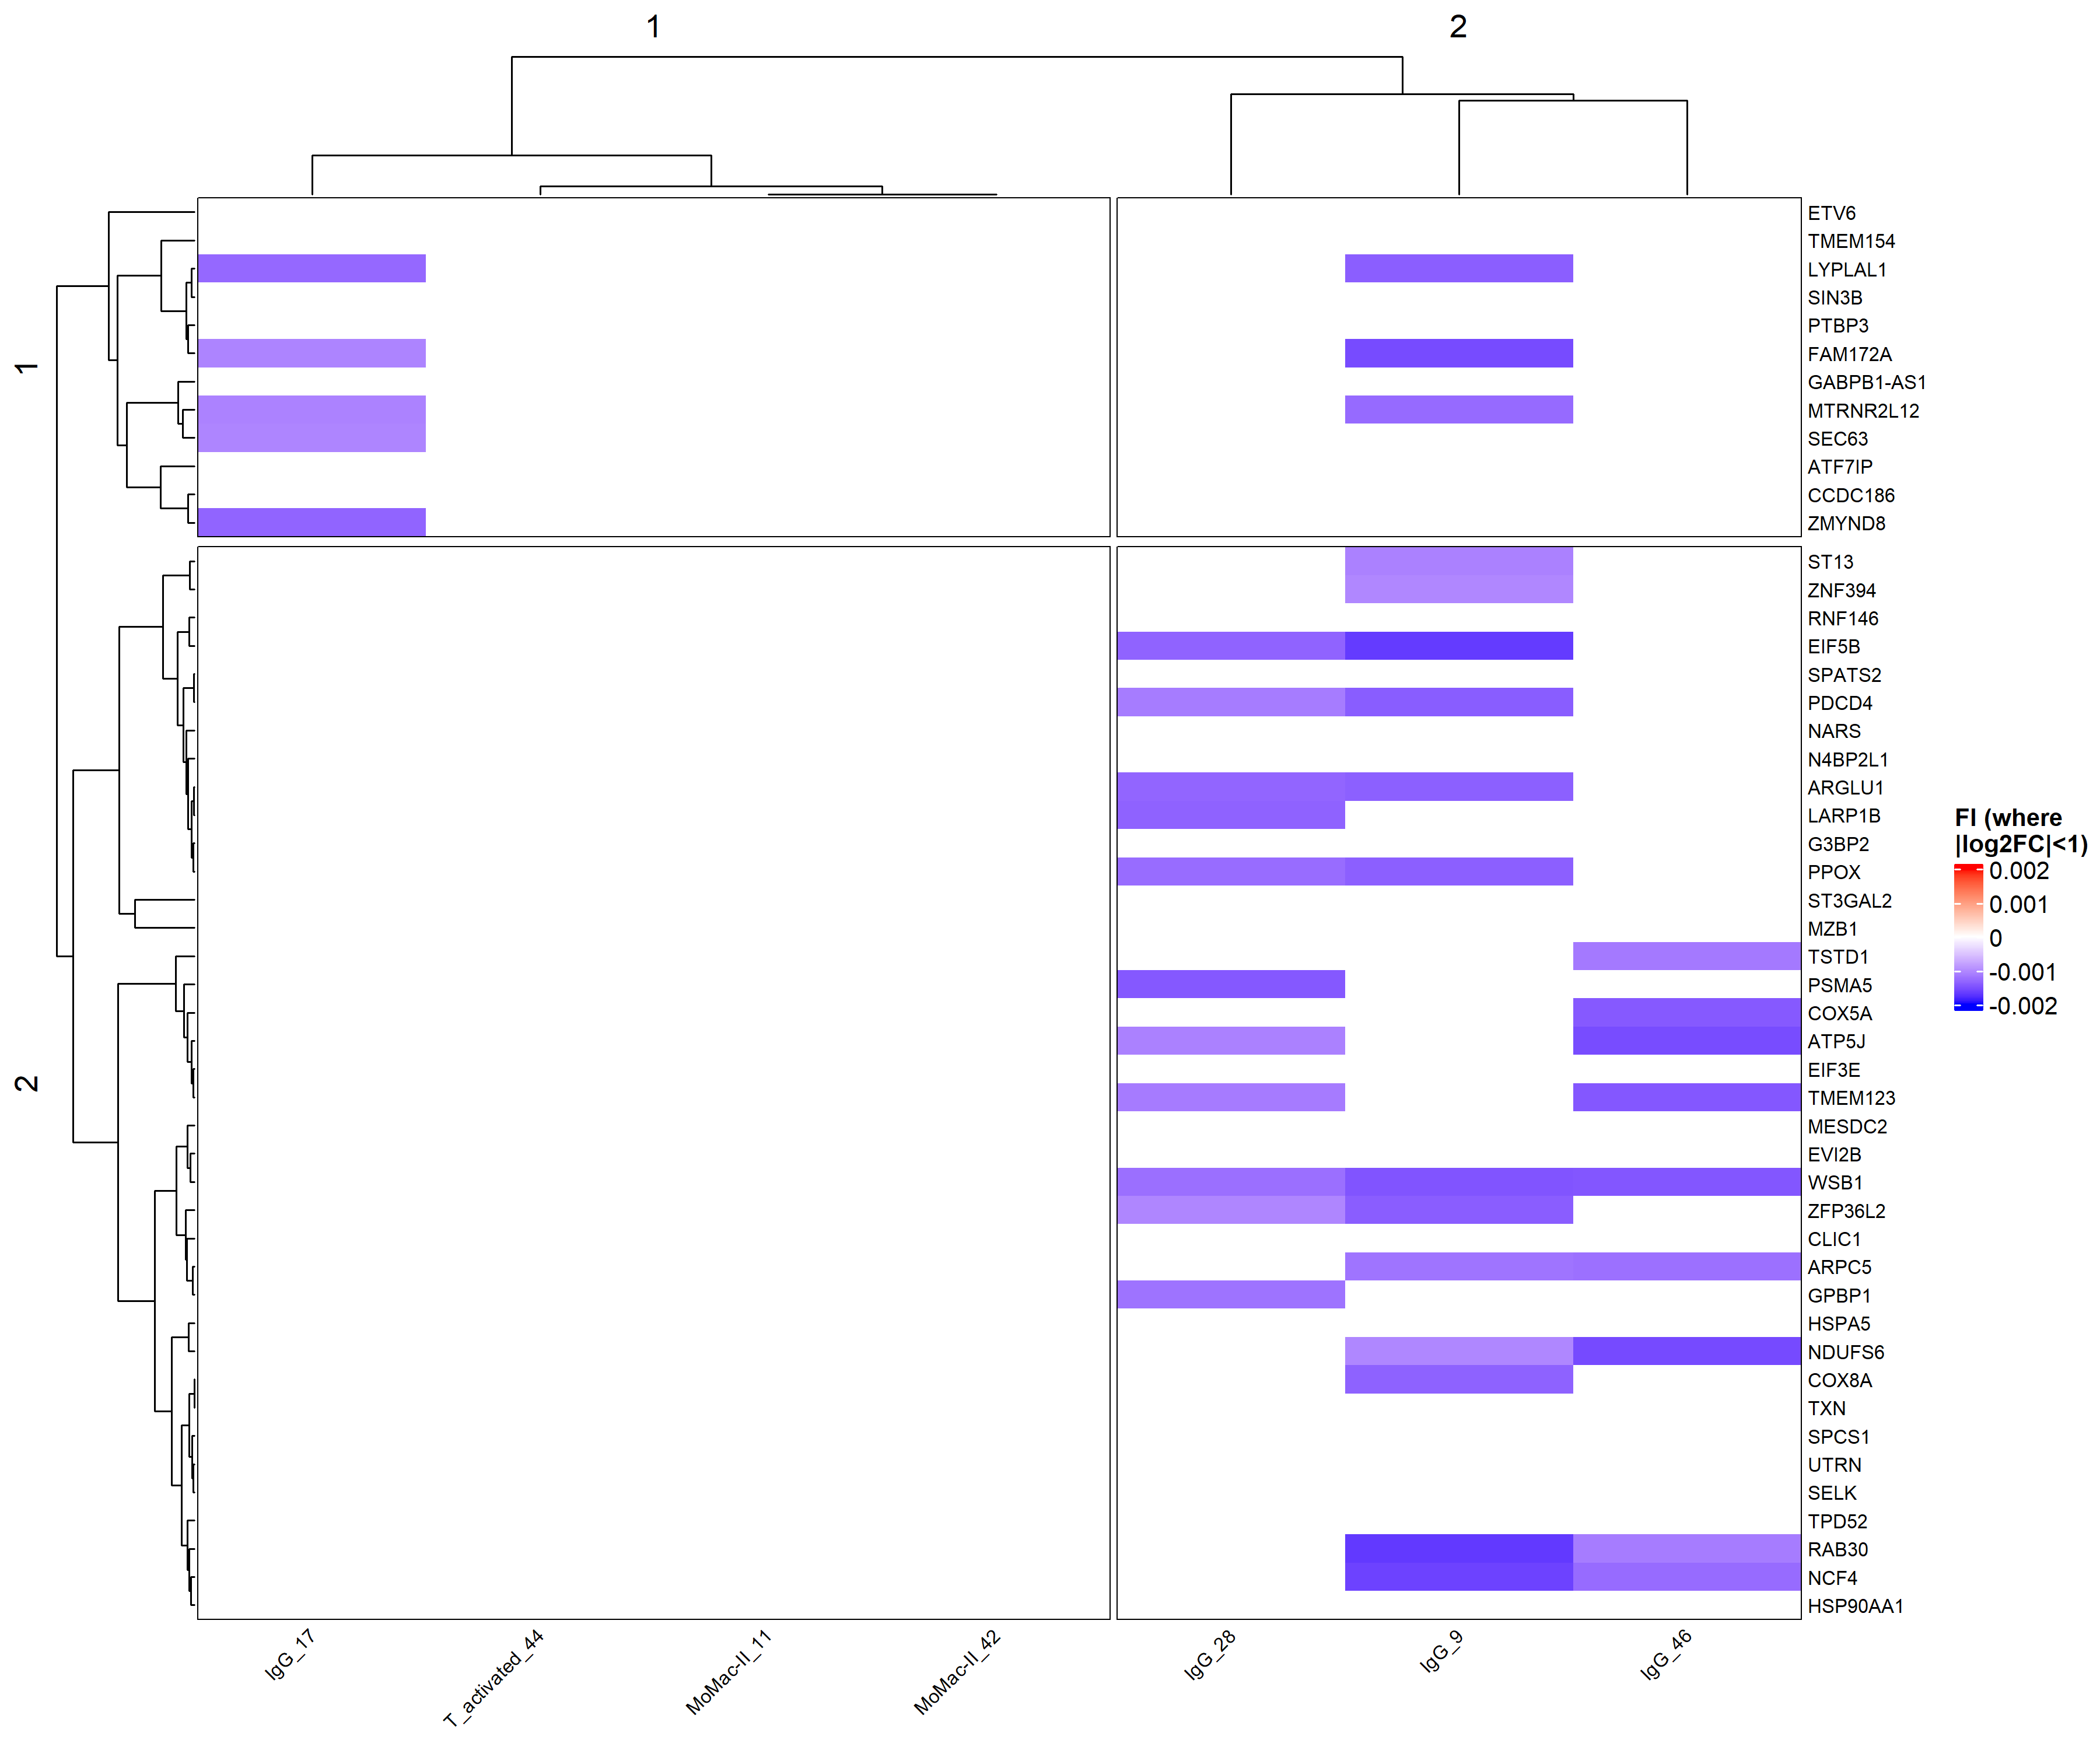 1
2
1
2
ETV6
TMEM154
LYPLAL1
SIN3B
PTBP3
FAM172A
GABPB1-AS1
MTRNR2L12
SEC63
ATF7IP
CCDC186
ZMYND8
ST13
ZNF394
RNF146
EIF5B
SPATS2
PDCD4
NARS
N4BP2L1
ARGLU1
LARP1B
G3BP2
PPOX
ST3GAL2
MZB1
TSTD1
PSMA5
COX5A
ATP5J
EIF3E
TMEM123
MESDC2
EVI2B
WSB1
ZFP36L2
CLIC1
ARPC5
GPBP1
HSPA5
NDUFS6
COX8A
TXN
SPCS1
UTRN
SELK
TPD52
RAB30
NCF4
HSP90AA1
FI (where
|log2FC|<1)
0.002
0.001
0
-0.001
-0.002
IgG_17
T_activated_44
MoMac-II_11
MoMac-II_42
IgG_28
IgG_9
IgG_46